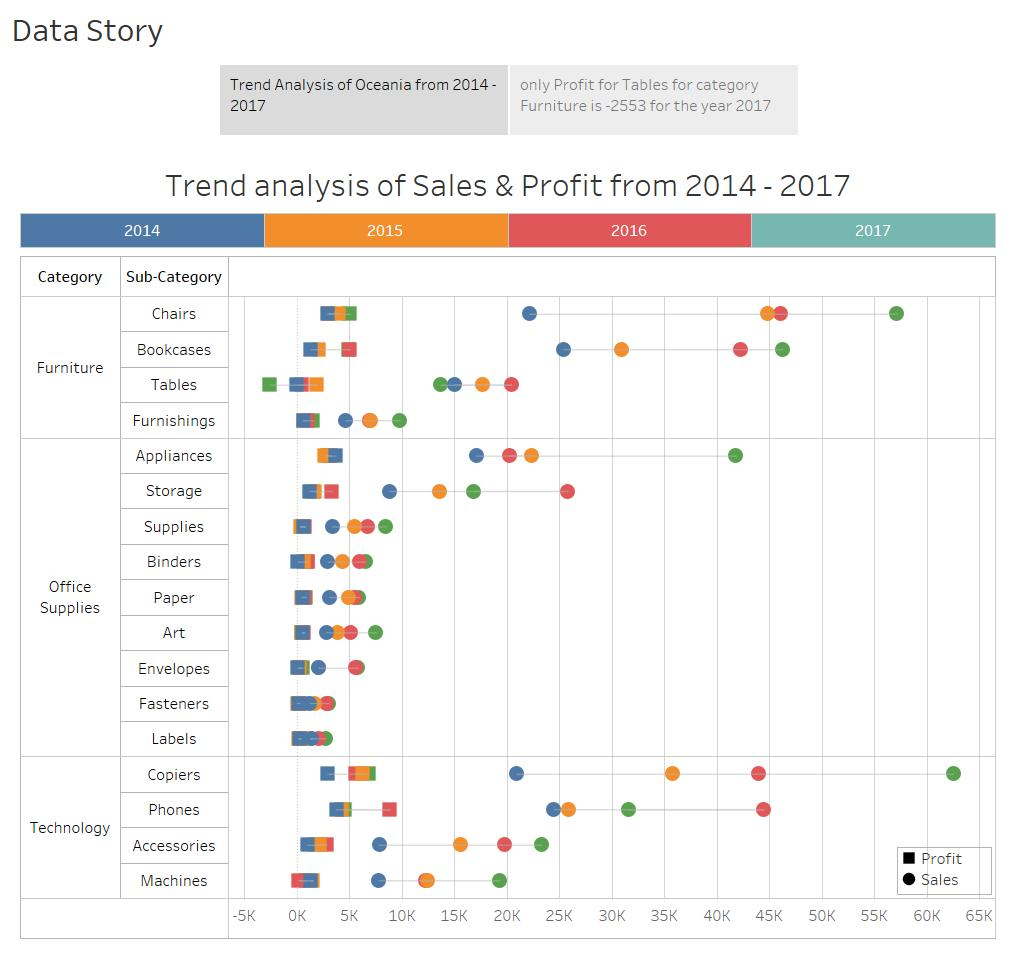 Data Story
Trend Analysis of Oceania from 2014 -
2017
only Profit for Tables for category
Furniture is -2553 for the year 2017
Trend analysis of Sales & Profit from 2014 - 2017
2014 2015 2016 2017
Category Sub-Category
Furniture
Chairs
Bookcases
Tables
Furnishings
Office
Supplies
Appliances
Storage
Supplies
Binders
Paper
Art
Envelopes
Fasteners
Labels
Technology
Copiers
Phones
Accessories
Machines
Profit
Sales
-5K 0K 5K 10K 15K 20K 25K 30K 35K 40K 45K 50K 55K 60K 65K